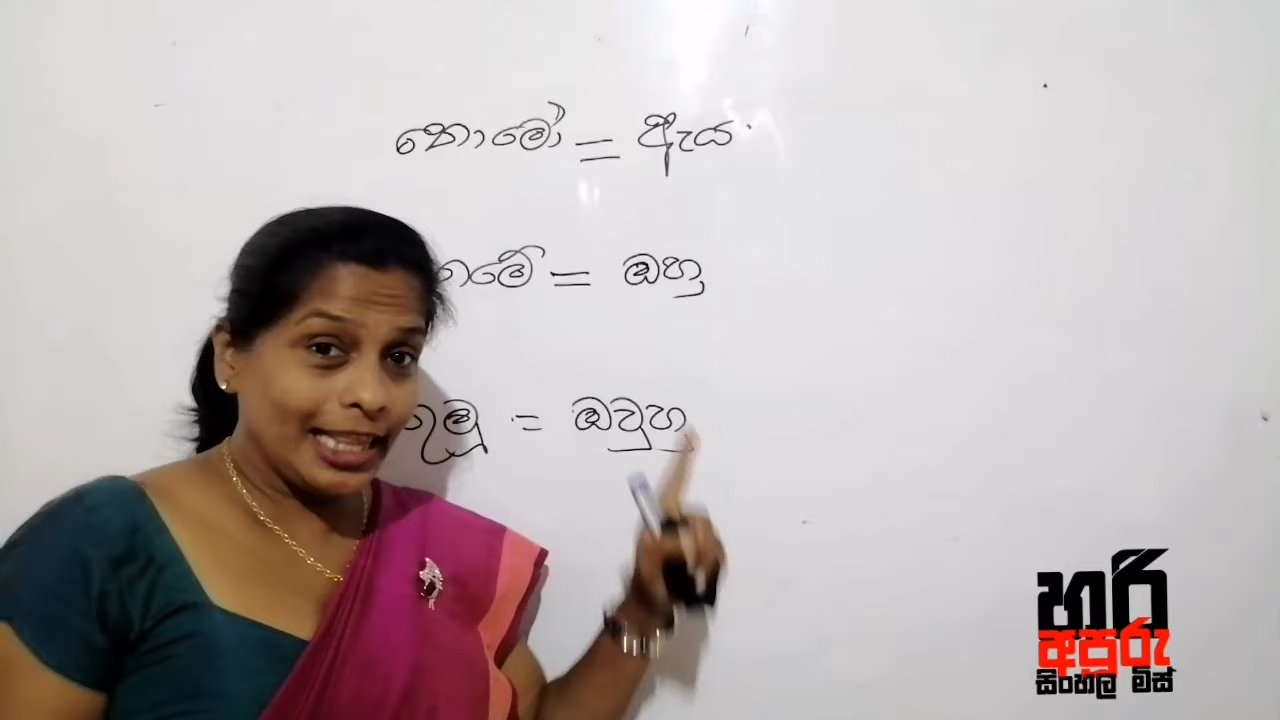 තොමෝ = ඇය
= ඔහු
= ඔවුහු
හරි
අපූරු
සිංහල මිස්